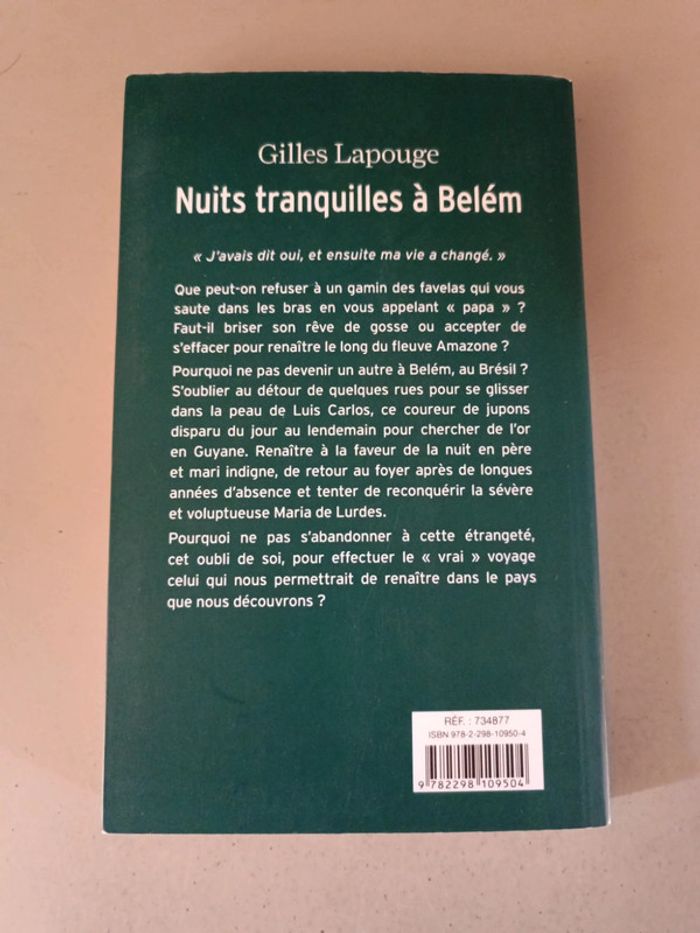 Gilles Lapouge
Nuits tranquilles à Belém
« J'avais dit oui, et ensuite ma vie a changé. »
Que peut-on refuser à un gamin des favelas qui vous
saute dans les bras en vous appelant « papa » ?
Faut-il briser son rêve de gosse ou accepter de
s'effacer pour renaître le long du fleuve Amazone ?
Pourquoi ne pas devenir un autre à Belém, au Brésil ?
S'oublier au détour de quelques rues pour se glisser
dans la peau de Luis Carlos, ce coureur de jupons
disparu du jour au lendemain pour chercher de l'or
en Guyane. Renaître à la faveur de la nuit en père
et mari indigne, de retour au foyer après de longues
années d'absence et tenter de reconquérir la sévère
et voluptueuse Maria de Lurdes.
Pourquoi ne pas s'abandonner à cette étrangeté,
cet oubli de soi, pour effectuer le « vrai » voyage
celui qui nous permettrait de renaître dans le pays
que nous découvrons ?
RÉF. : 734877
ISBN 978-2-298-10950-4
9 782298 109504